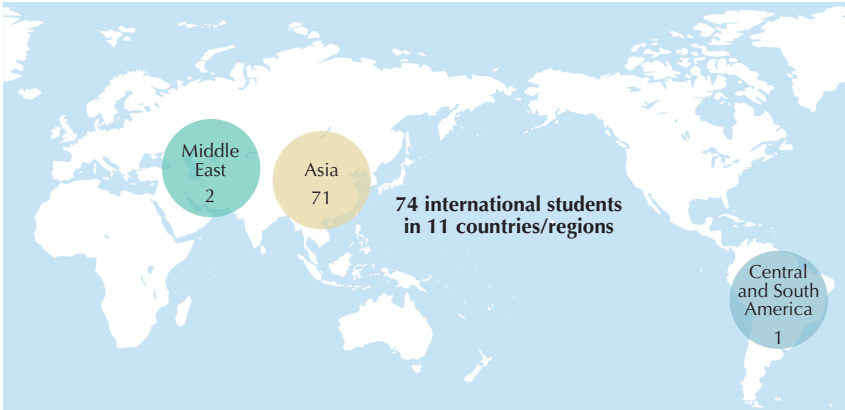 Middle
East
2
Asia
71
74 international students
in 11 countries/regions
Central
and South
America
1